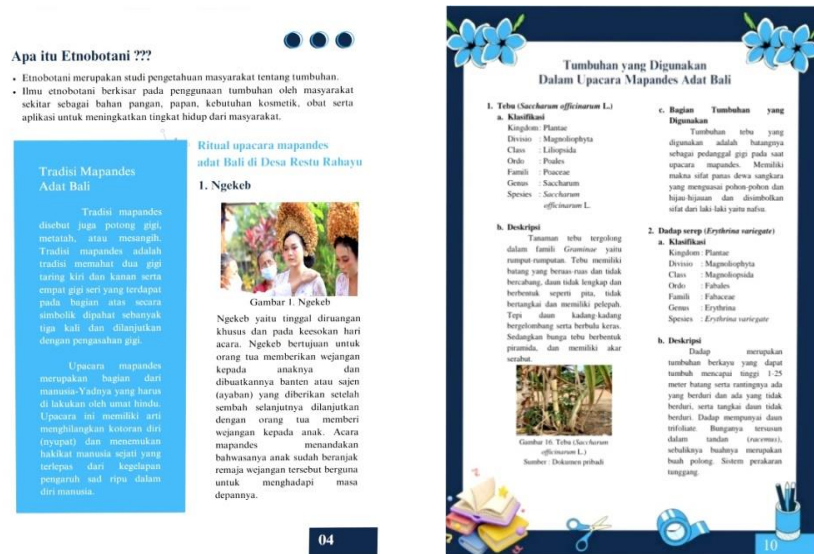 Apa itu Etnobotani ???
• Etnobotani merupakan studi pengetahuan masyarakat tentang tumbuhan.
• Ilmu etnobotani berkisar pada penggunaan tumbuhan oleh masyarakat
sekitar sebagai bahan pangan, papan, kebutuhan kosmetik, obat serta
aplikasi untuk meningkatkan tingkat hidup dari masyarakat.
Tradisi Mapandes
Adat Bali
Tradisi mapandes
disebut juga potong gigi,
metatah, atau mesangih.
Tradisi mapandes adalah
tradisi memahat dua gigi
taring kiri dan kanan serta
empat gigi seri yang terdapat
pada bagian atas secara
simbolik dipahat sebanyak
tiga kali dan dilanjutkan
dengan pengasahan gigi.
Upacara mapandes
merupakan bagian dari
manusia-Yadnya yang harus
di lakukan oleh umat hindu.
Upacara ini memiliki arti
menghilangkan kotoran diri
(nyupat) dan menemukan
hakikat manusia sejati yang
terlepas dari kegelapan
pengaruh sad ripu dalam
diri manusia.
Ritual upacara mapandes
adat Bali di Desa Restu Rahayu
1. Ngekeb
Gambar 1. Ngekeb
Ngekeb yaitu tinggal diruangan
khusus dan pada keesokan hari
acara. Ngekeb bertujuan untuk
orang tua memberikan wejangan
kepada anaknya dan
dibuatkannya banten atau sajen
(ayaban) yang diberikan setelah
sembah selanjutnya dilanjutkan
dengan orang tua memberi
wejangan kepada anak. Acara
mapandes menandakan
bahwasanya anak sudah beranjak
remaja wejangan tersebut berguna
untuk menghadapi masa
depannya.
04
Tumbuhan yang Digunakan
Dalam Upacara Mapandes Adat Bali
1. Tebu (Saccharum officinarum L.)
a. Klasifikasi
Kingdom : Plantae
Divisio : Magnoliophyta
Class : Liliopsida
Ordo : Poales
Famili : Poaceae
Genus : Saccharum
Spesies : Saccharum
officinarum L.
b. Deskripsi
Tanaman tebu tergolong
dalam famili Graminae yaitu
rumput-rumputan. Tebu memiliki
batang yang beruas-ruas dan tidak
bercabang, daun tidak lengkap dan
berbentuk seperti pita, tidak
bertangkai dan memiliki pelepah.
Tepi daun kadang-kadang
bergelombang serta berbulu keras.
Sedangkan bunga tebu berbentuk
piramida, dan memiliki akar
serabut.
Gambar 16. Tebu (Saccharum
officinarum L.)
Sumber : Dokumen pribadi
c. Bagian Tumbuhan yang
Digunakan
Tumbuhan tebu yang
digunakan adalah batangnya
sebagai pedanggal gigi pada saat
upacara mapandes. Memiliki
makna sifat panas dewa sangkara
yang menguasai pohon-pohon dan
hijau-hijauan dan disimbolkan
sifat dari laki-laki yaitu nafsu.
2. Dadap serep (Erythrina variegate)
a. Klasifikasi
Kingdom : Plantae
Divisio : Magnoliophyta
Class : Magnoliopsida
Ordo : Fabales
Famili : Fabaceae
Genus : Erythrina
Spesies : Erythrina variegate
b. Deskripsi
Dadap merupakan
tumbuhan berkayu yang dapat
tumbuh mencapai tinggi 1-25
meter batang serta rantingnya ada
yang berduri dan ada yang tidak
berduri, serta tangkai daun tidak
berduri. Dadap mempunyai daun
trifoliate. Bunganya tersusun
dalam tandan (racemus),
sebaliknya buahnya merupakan
buah polong. Sistem perakaran
tunggang.
10